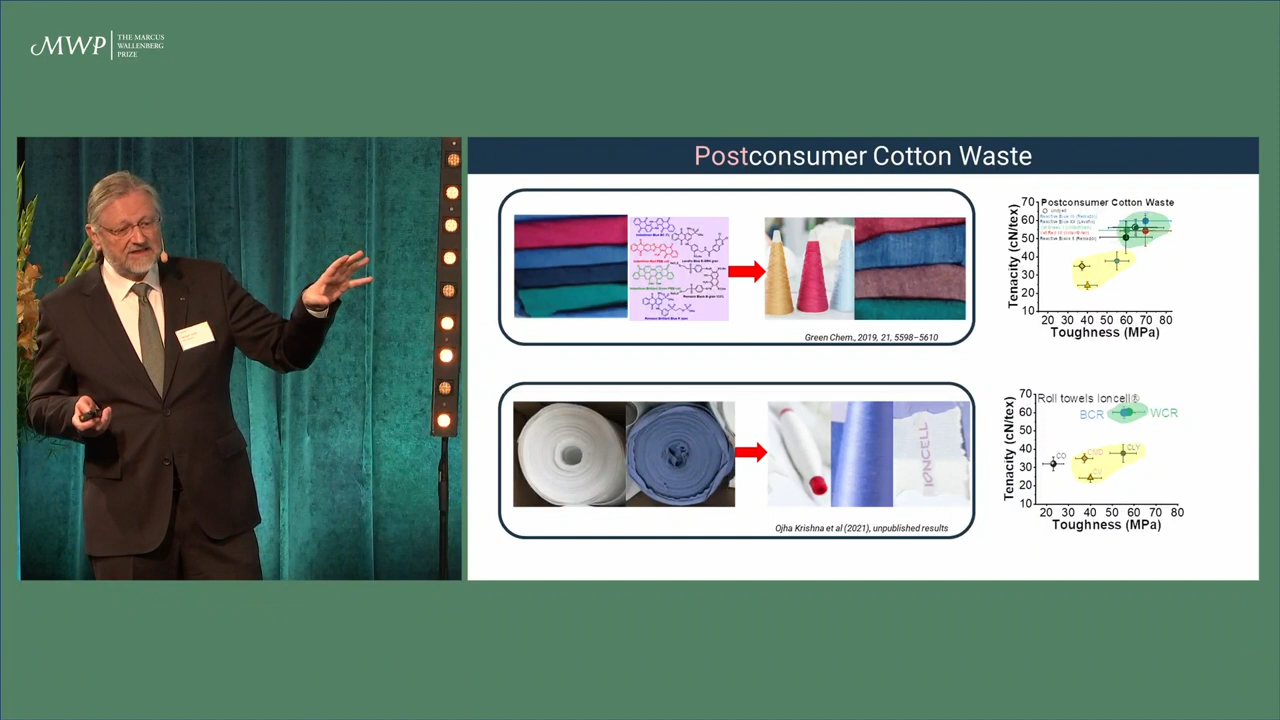 MWP
THE MARCUS
WALLENBERG
PRIZE
Postconsumer Cotton Waste
Green Chem., 2019, 21, 5598–5610
Postconsumer Cotton Waste
Tenacity (cN/tex)
70
60
50
40
30
20
10
20 30 40 50 60 70 80
Toughness (MPa)
IONCELL
Ojha Krishna et al (2021), unpublished results
Roll towels Ioncell®
BCR
WCR
CO
CMD
CLY
CV
Tenacity (cN/tex)
70
60
50
40
30
20
10
20 30 40 50 60 70 80
Toughness (MPa)